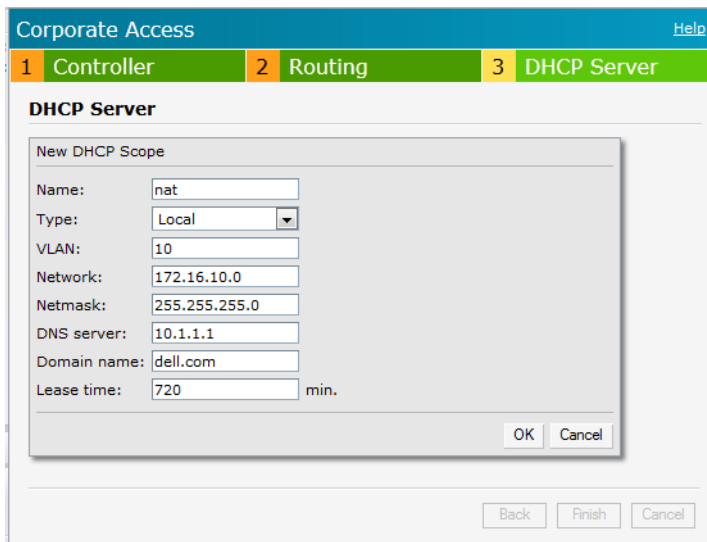 Corporate Access Help
1 Controller 2 Routing 3 DHCP Server
DHCP Server
New DHCP Scope
Name: nat
Type: Local
VLAN: 10
Network: 172.16.10.0
Netmask: 255.255.255.0
DNS server: 10.1.1.1
Domain name: dell.com
Lease time: 720 min.
OK Cancel
Back Finish Cancel